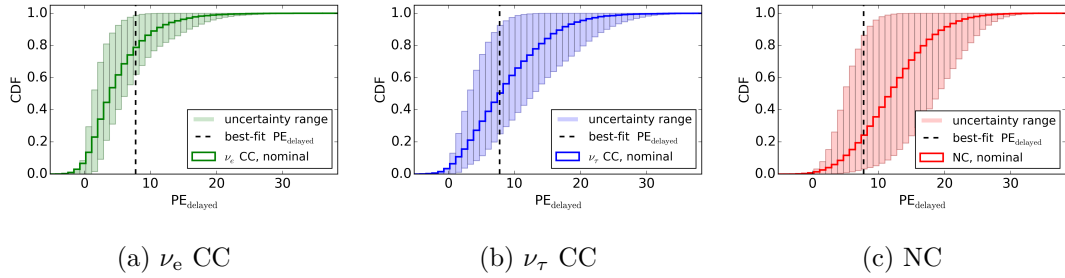 1.0
0.8
0.6
0.4
0.2
0.0
CDF
0 10 20 30
PE_delayed
uncertainty range
best-fit PE_delayed
ν_e CC, nominal
(a) ν_e CC
1.0
0.8
0.6
0.4
0.2
0.0
CDF
0 10 20 30
PE_delayed
uncertainty range
best-fit PE_delayed
ν_τ CC, nominal
(b) ν_τ CC
1.0
0.8
0.6
0.4
0.2
0.0
CDF
0 10 20 30
PE_delayed
uncertainty range
best-fit PE_delayed
NC, nominal
(c) NC